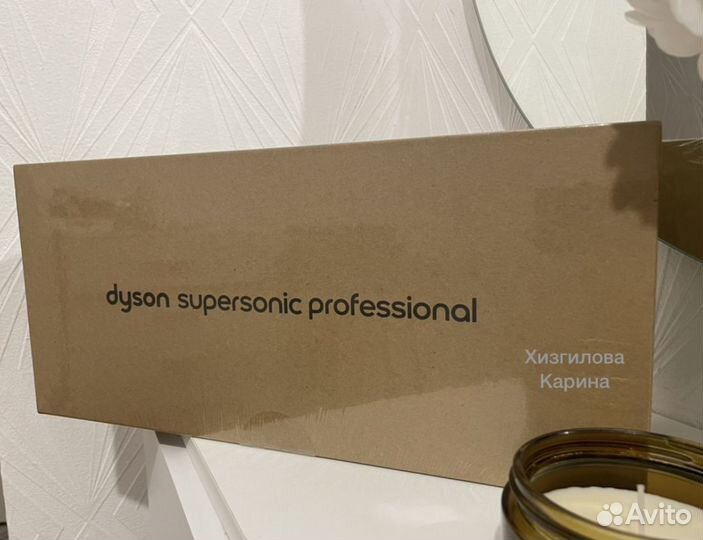 dyson supersonic professional
Хизгилова
Карина
Avito